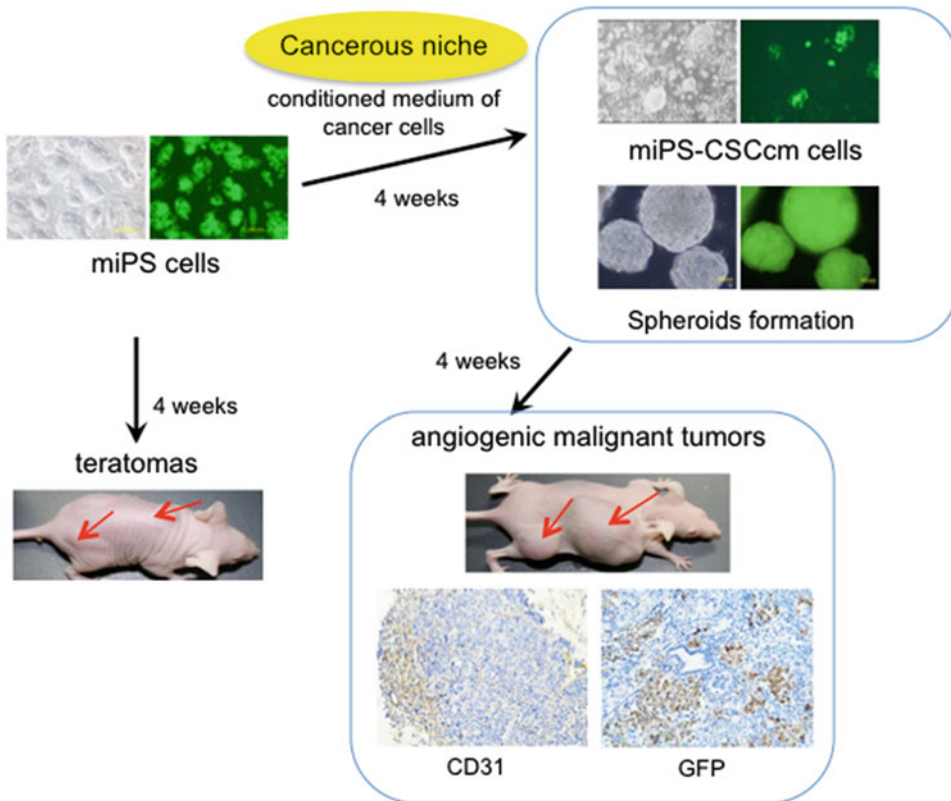 Cancerous niche
conditioned medium of
cancer cells
4 weeks
miPS cells
miPS-CSCcm cells
Spheroids formation
4 weeks
4 weeks
teratomas
angiogenic malignant tumors
CD31
GFP